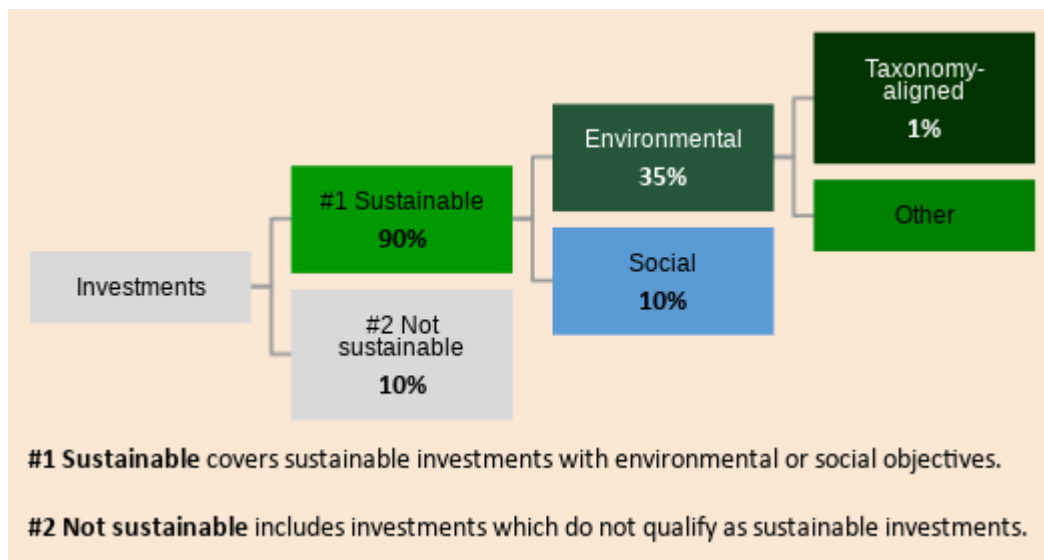 Taxonomy-
aligned
1%
Environmental
35%
#1 Sustainable
90%
Other
Social
10%
Investments
#2 Not
sustainable
10%
#1 Sustainable covers sustainable investments with environmental or social objectives.
#2 Not sustainable includes investments which do not qualify as sustainable investments.